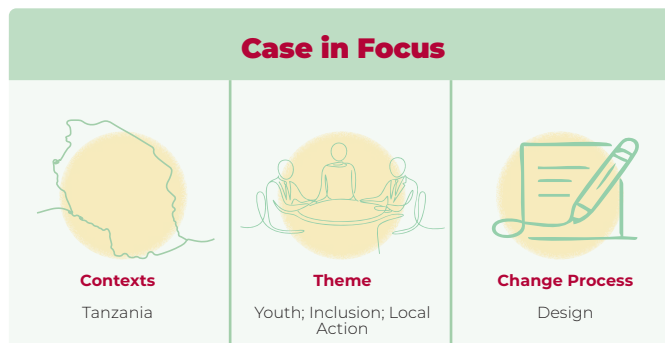 Case in Focus
Contexts
Tanzania
Theme
Youth; Inclusion; Local
Action
Change Process
Design